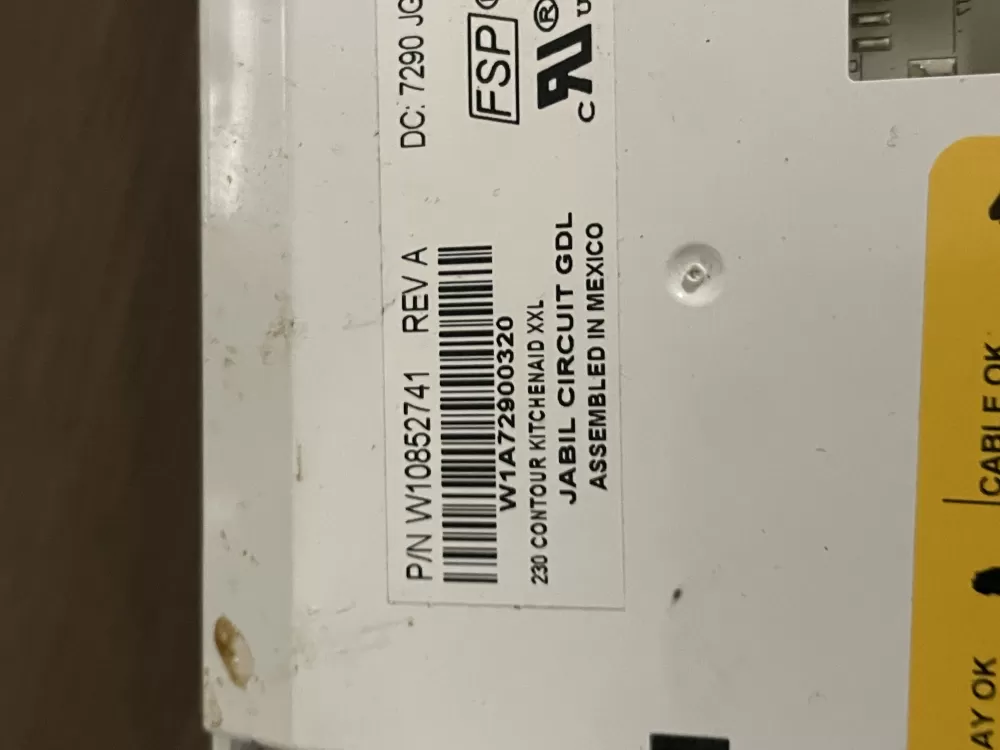 P/N W10852741 REV A DC: 7290 JG
W1A72900320
230 CONTOUR KITCHENAID XXL
JABIL CIRCUIT GDL
ASSEMBLED IN MEXICO
FSP
®
C
U
CABLE OK
AY OK